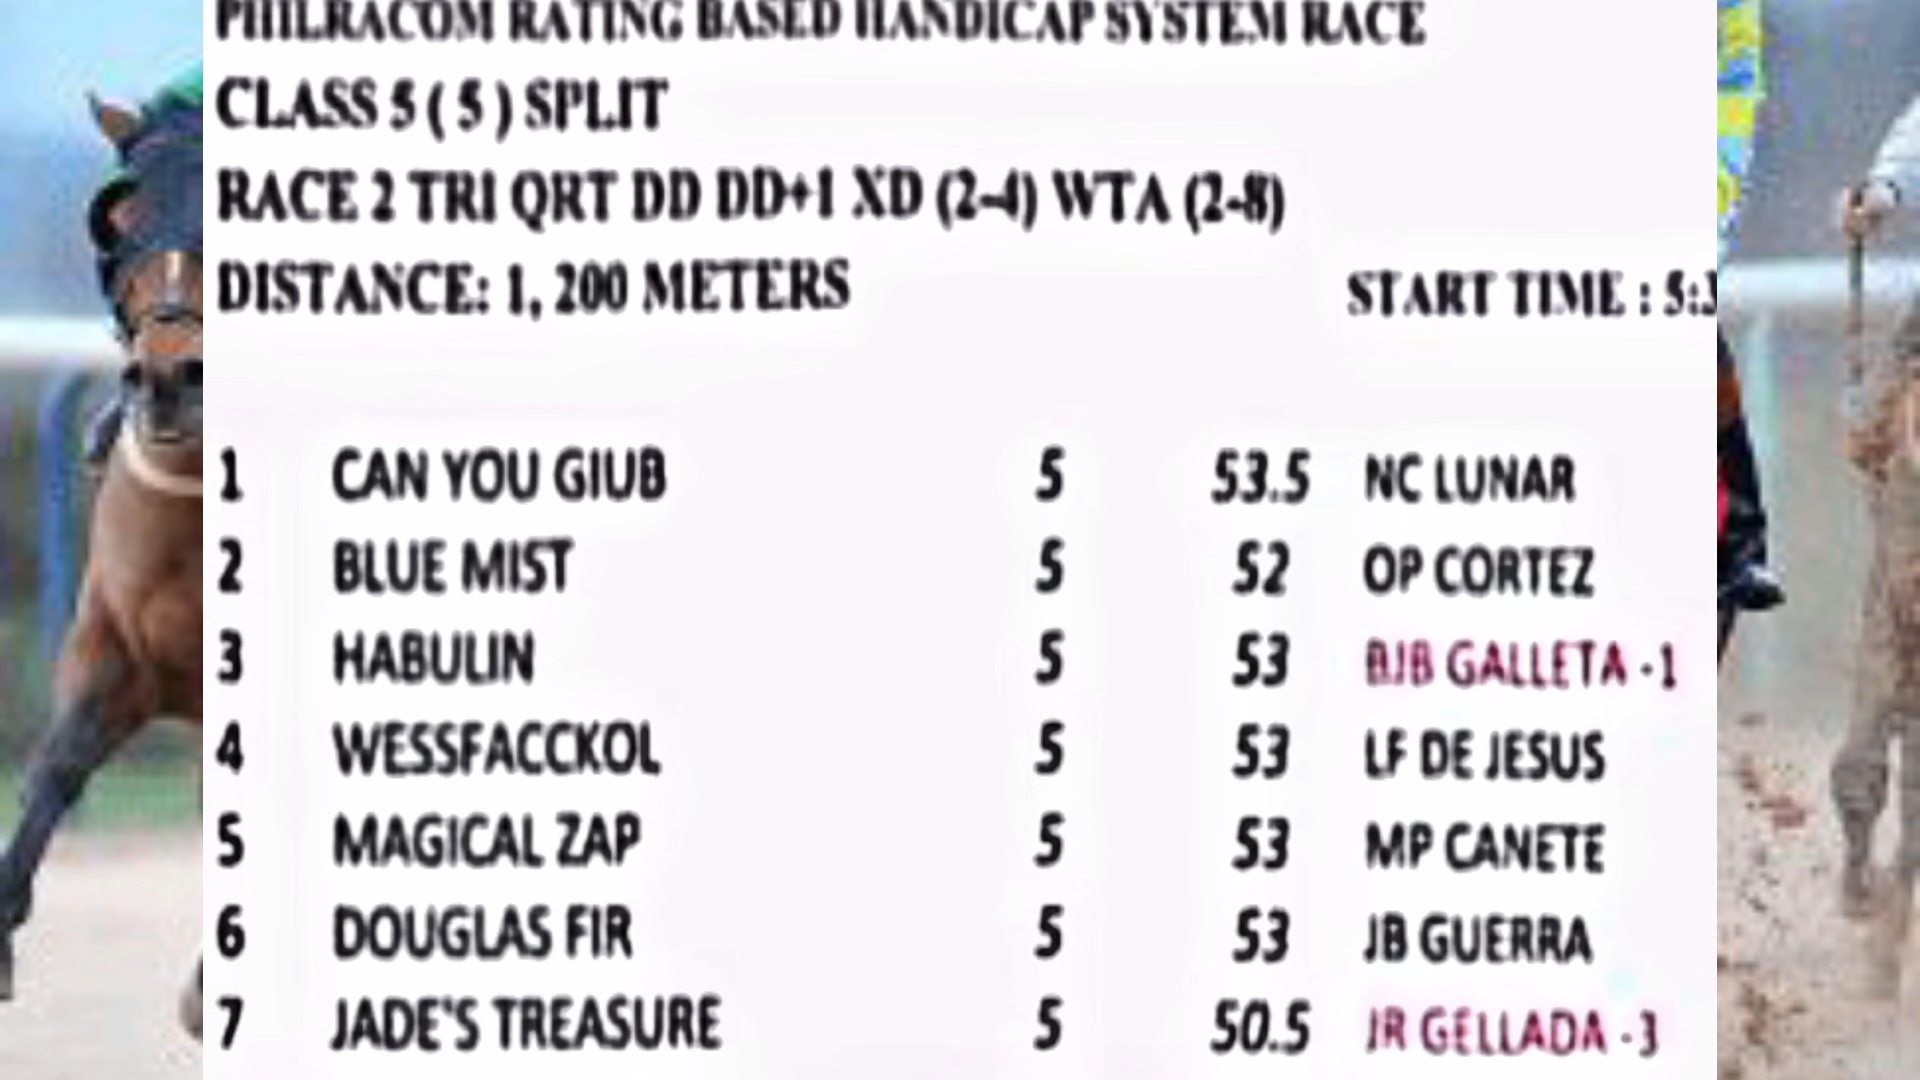 PHILRACOM RATING BASED HANDICAP SYSTEM RACE
CLASS 5 ( 5 ) SPLIT
RACE 2 TRI QRT DD DD+1 XD (2-4) WTA (2-8)
DISTANCE: 1, 200 METERS START TIME : 5:3
1 CAN YOU GIUB 5 53.5 NC LUNAR
2 BLUE MIST 5 52 OP CORTEZ
3 HABULIN 5 53 BJB GALLETA -1
4 WESSFACCKOL 5 53 LF DE JESUS
5 MAGICAL ZAP 5 53 MP CANETE
6 DOUGLAS FIR 5 53 JB GUERRA
7 JADE'S TREASURE 5 50.5 JR GELLADA -3